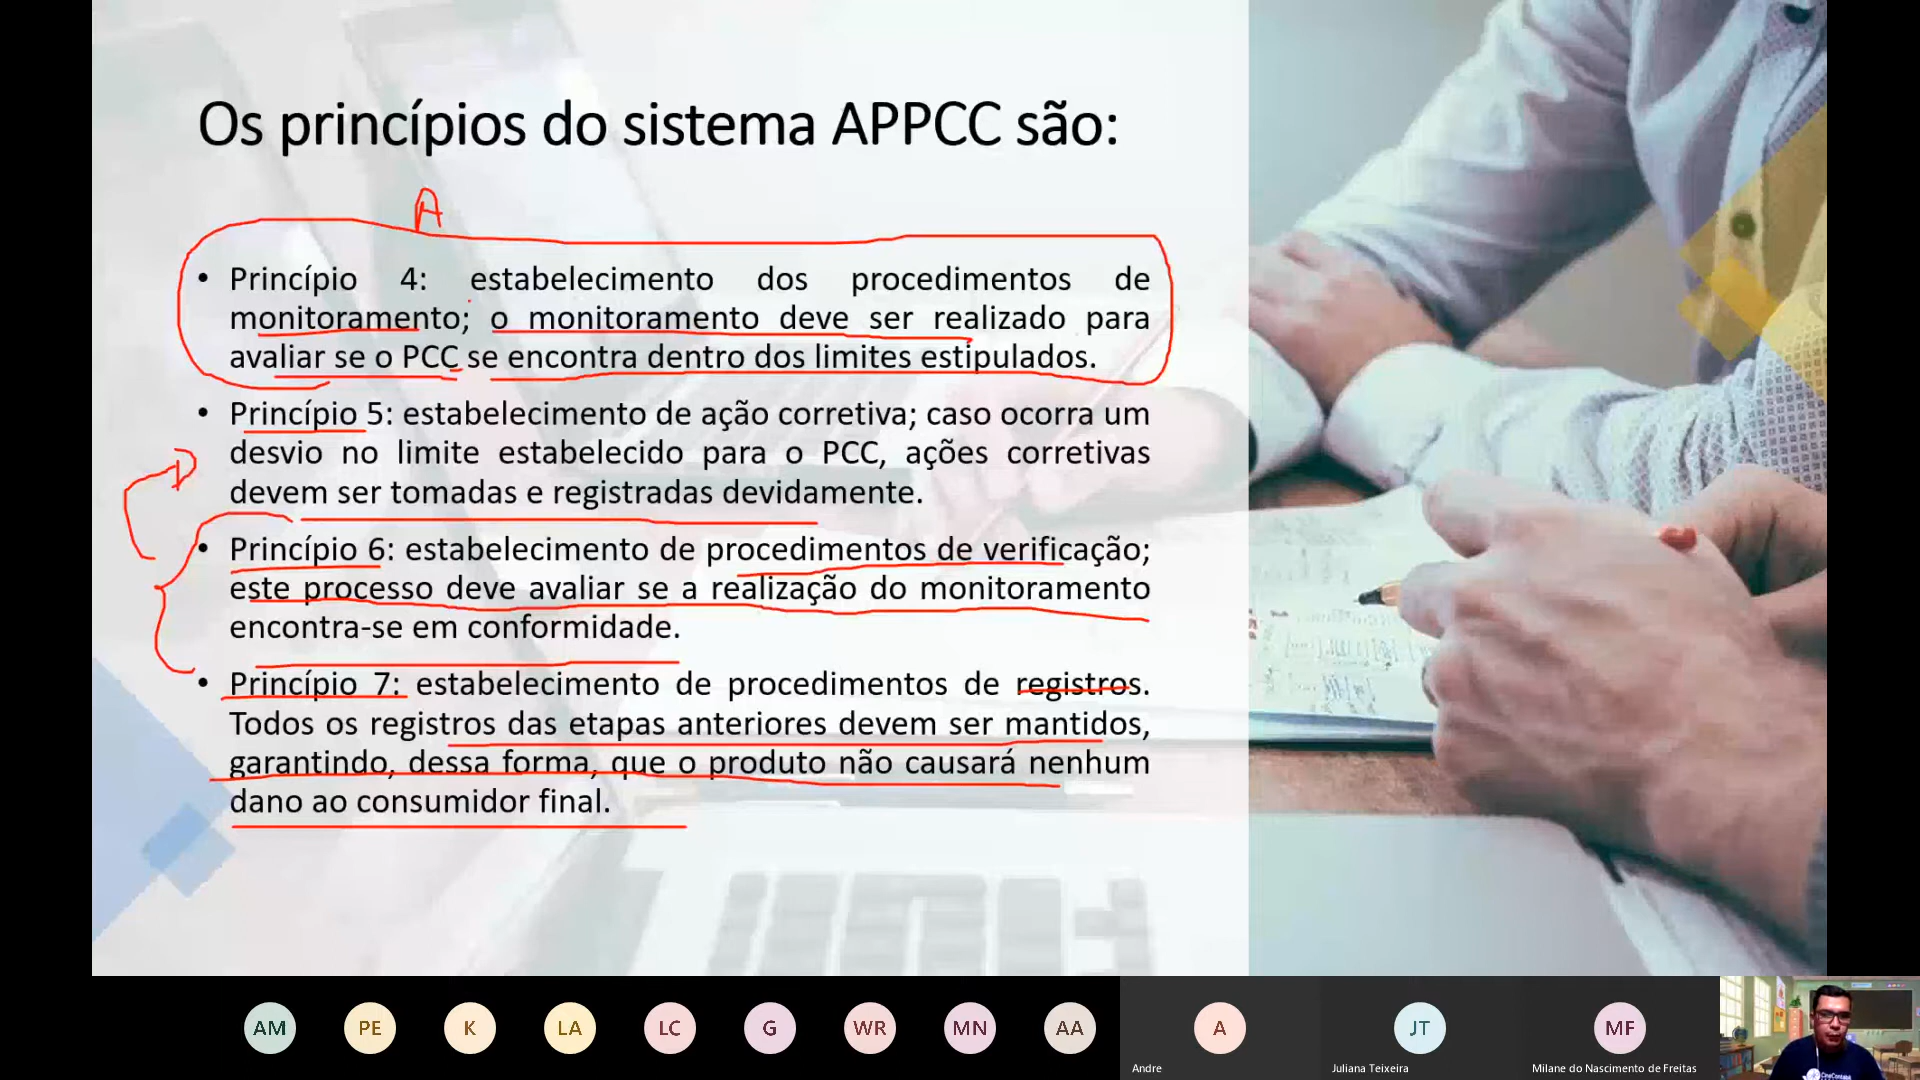 Os princípios do sistema APPCC são:
A
• Princípio 4: estabelecimento dos procedimentos de
monitoramento; o monitoramento deve ser realizado para
avaliar se o PCC se encontra dentro dos limites estipulados.
• Princípio 5: estabelecimento de ação corretiva; caso ocorra um
desvio no limite estabelecido para o PCC, ações corretivas
devem ser tomadas e registradas devidamente.
• Princípio 6: estabelecimento de procedimentos de verificação;
este processo deve avaliar se a realização do monitoramento
encontra-se em conformidade.
• Princípio 7: estabelecimento de procedimentos de registros.
Todos os registros das etapas anteriores devem ser mantidos,
garantindo, dessa forma, que o produto não causará nenhum
dano ao consumidor final.
AM PE K LA LC G WR MN AA A JT MF
Andre Juliana Teixeira Milane do Nascimento de Freitas